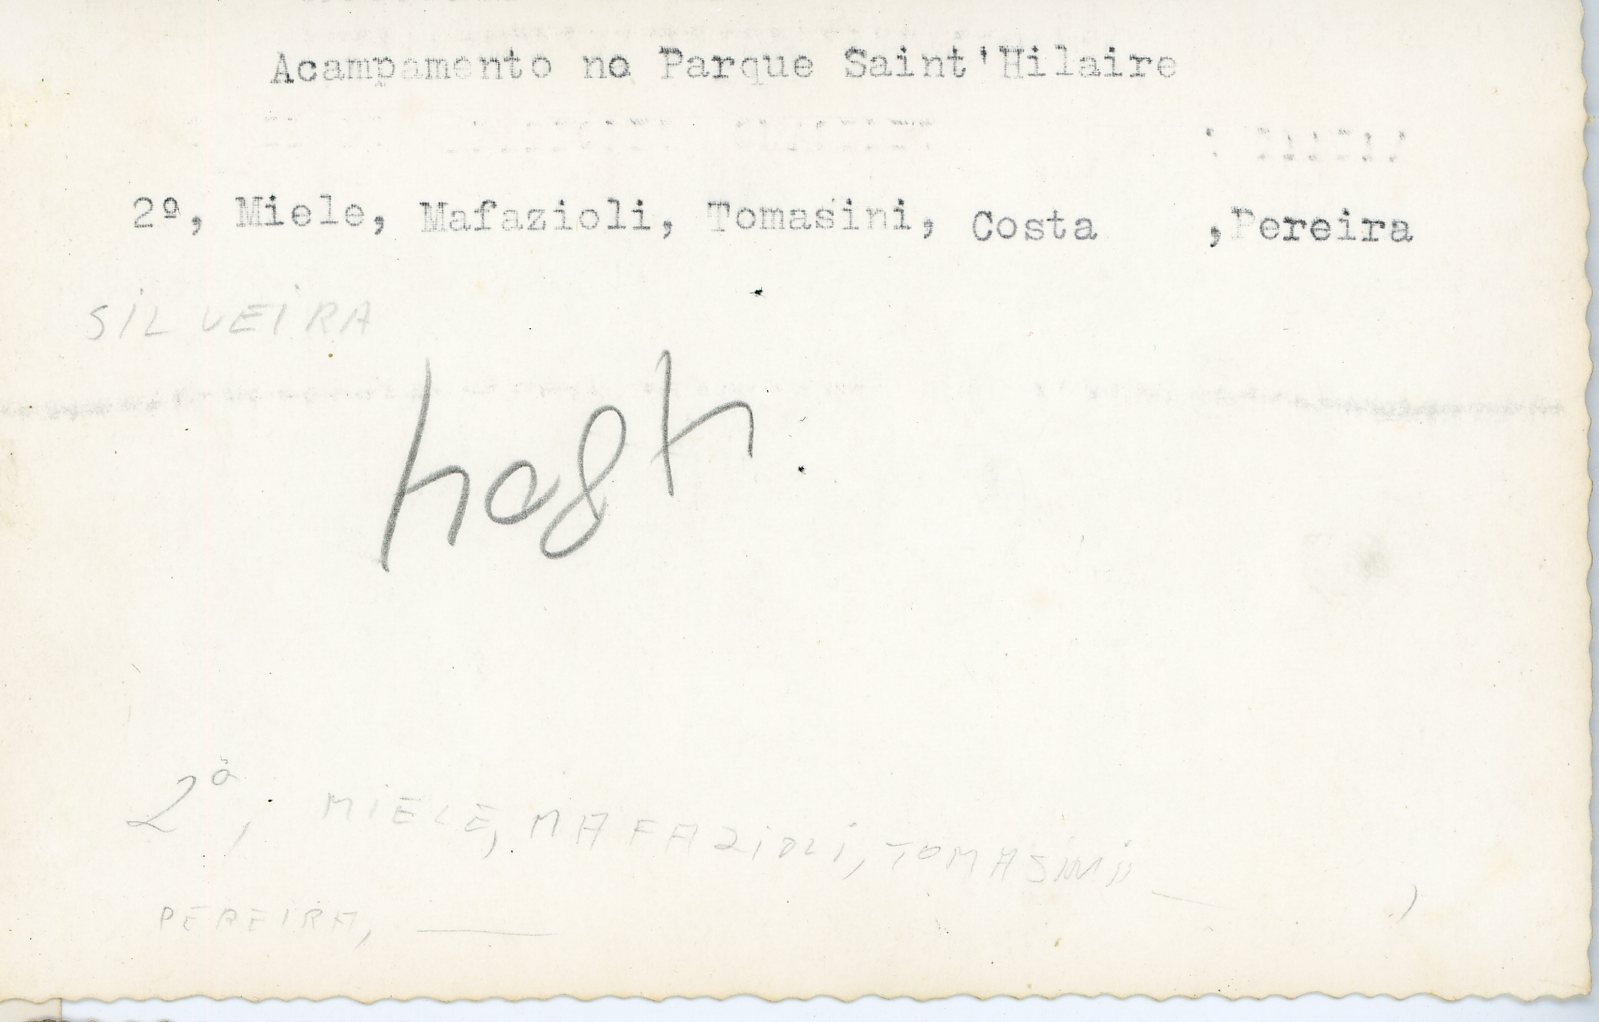 Acampamento no Parque Saint'Hilaire
2º, Miele, Mafazioli, Tomasini, Costa ,Pereira
SILVEIRA
2º, MIELE, MAFAZIOLI, TOMASINI ,
PEREIRA,